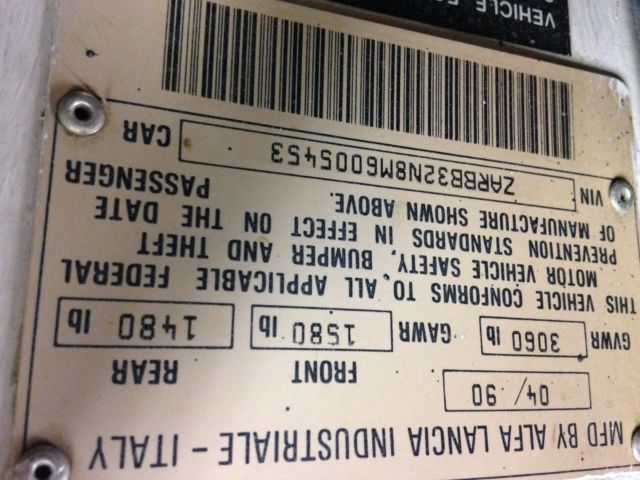 MFD BY ALFA LANCIA INDUSTRIALE - ITALY
04/90 FRONT REAR
GVWR 3060 lb GAWR 1580 lb 1480 lb
THIS VEHICLE CONFORMS TO ALL APPLICABLE FEDERAL
MOTOR VEHICLE SAFETY, BUMPER AND THEFT
PREVENTION STANDARDS IN EFFECT ON THE DATE
OF MANUFACTURE SHOWN ABOVE. PASSENGER
VIN ZARBB32N8M6005453 CAR
VEHICLE